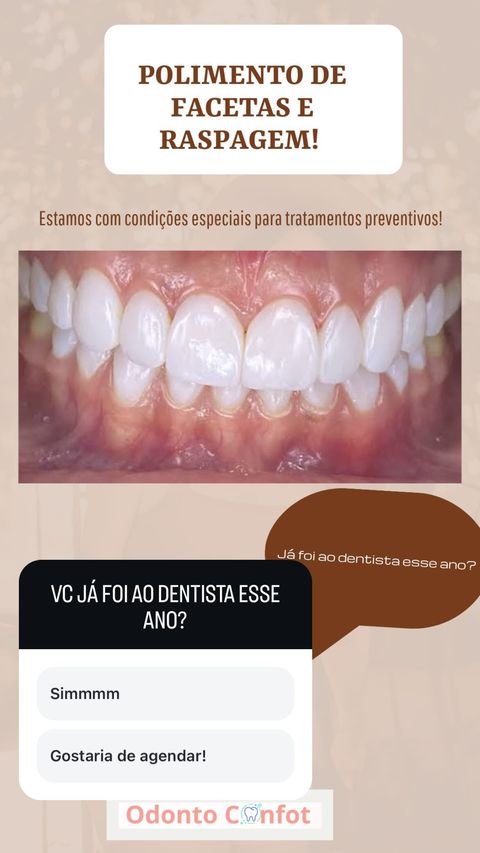 POLIMENTO DE
FACETAS E
RASPAGEM!
Estamos com condições especiais para tratamentos preventivos!
Já foi ao dentista esse ano?
VC JÁ FOI AO DENTISTA ESSE
ANO?
Simmmm
Gostaria de agendar!
Odonto Confot